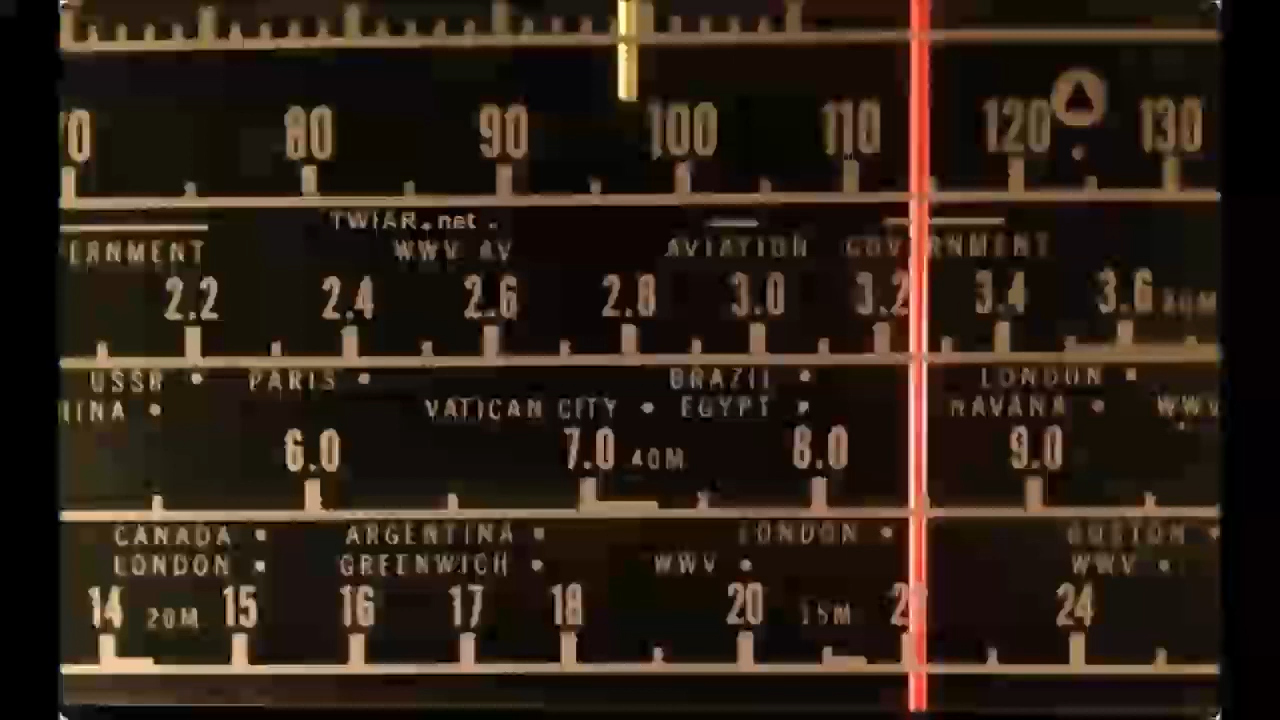 80 90 100 110 120 130
TWIAR.net
ERNMENT WWV AV AVIATION GOVERNMENT
2.2 2.4 2.6 2.8 3.0 3.2 3.4 3.6 80M
USSR PARIS BRAZIL LONDON
VATICAN CITY EGYPT HAVANA WWV
6.0 7.0 40M 8.0 9.0
CANADA ARGENTINA LONDON BOSTON
LONDON GREENWICH WWV WWV
14 20M 15 16 17 18 20 15M 24